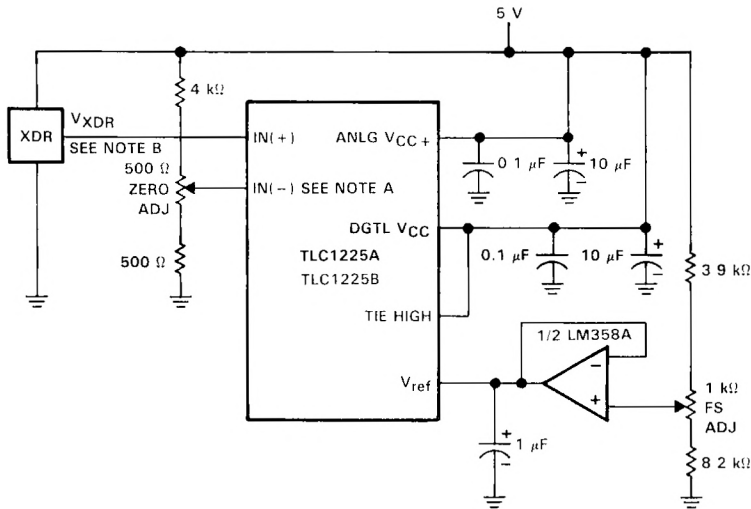 5 V
4 kΩ
XDR
VXDR
SEE NOTE B
500 Ω
ZERO
ADJ
500 Ω
IN(+)
ANLG VCC+
IN(−) SEE NOTE A
DGTL VCC
TLC1225A
TLC1225B
TIE HIGH
Vref
0 1 μF
+
10 μF
−
0.1 μF
10 μF
+
−
3 9 kΩ
1/2 LM358A
−
+
1 kΩ
FS
ADJ
8 2 kΩ
+
1 μF
−